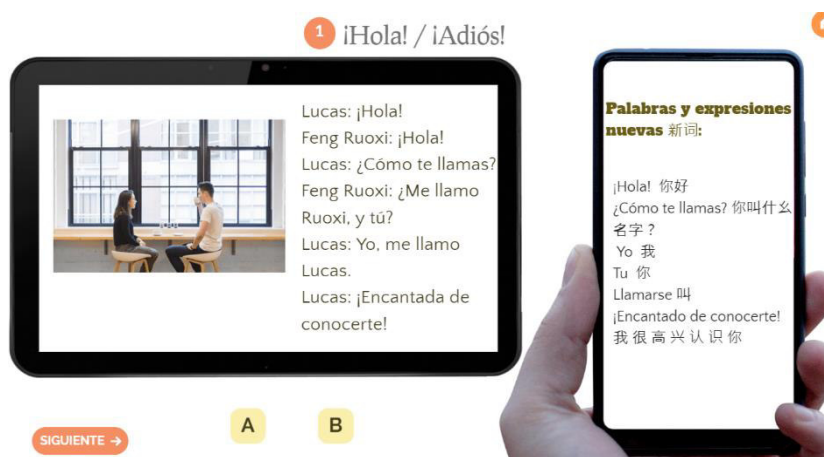 1 ¡Hola! / ¡Adiós!
Lucas: ¡Hola!
Feng Ruoxi: ¡Hola!
Lucas: ¿Cómo te llamas?
Feng Ruoxi: ¿Me llamo
Ruoxi, y tú?
Lucas: Yo, me llamo
Lucas.
Lucas: ¡Encantada de
conocerte!
Palabras y expresiones
nuevas 新词:
¡Hola! 你好
¿Cómo te llamas? 你叫什么
名字？
Yo 我
Tu 你
Llamarse 叫
¡Encantado de conocerte!
我很高兴认识你
A
B
SIGUIENTE →